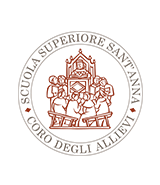 SCUOLA SUPERIORE SANT'ANNA
CORO DEGLI ALLIEVI